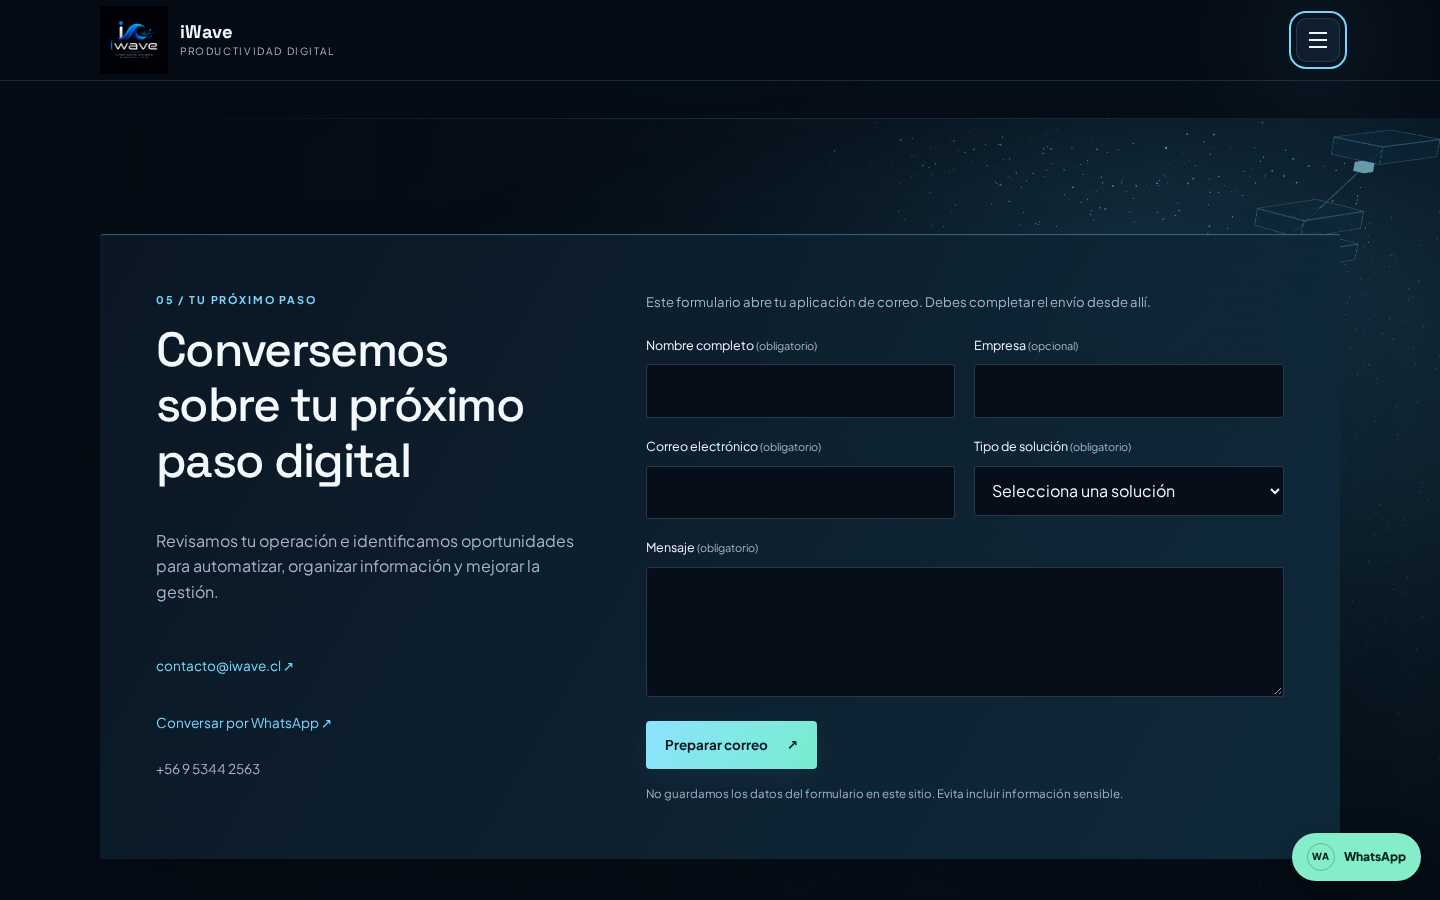 iwave
iWave
PRODUCTIVIDAD DIGITAL
05 / TU PRÓXIMO PASO
Conversemos
sobre tu próximo
paso digital
Revisamos tu operación e identificamos oportunidades
para automatizar, organizar información y mejorar la
gestión.
contacto@iwave.cl ↗
Conversar por WhatsApp ↗
+56 9 5344 2563
Este formulario abre tu aplicación de correo. Debes completar el envío desde allí.
Nombre completo (obligatorio)
Empresa (opcional)
Correo electrónico (obligatorio)
Tipo de solución (obligatorio)
Selecciona una solución
Mensaje (obligatorio)
Preparar correo ↗
No guardamos los datos del formulario en este sitio. Evita incluir información sensible.
WA WhatsApp